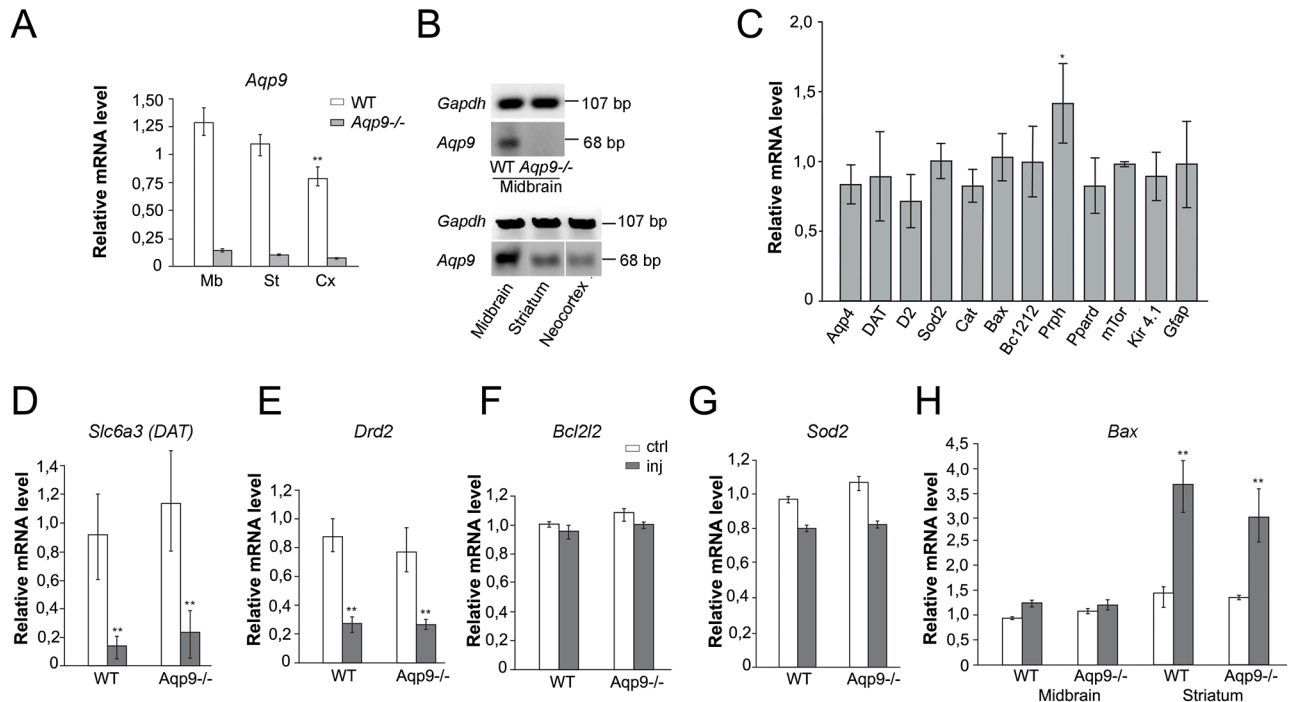 A
Aqp9
Relative mRNA level
1,50
1,25
1
0,75
0,50
0,25
0
WT
Aqp9-/-
**
Mb St Cx
B
Gapdh 107 bp
Aqp9 68 bp
WT Aqp9-/-
Midbrain
Gapdh 107 bp
Aqp9 68 bp
Midbrain
Striatum
Neocortex
C
Relative mRNA level
2,0
1,5
1,0
0,5
0
*
Aqp4
DAT
D2
Sod2
Cat
Bax
Bc1212
Prph
Ppard
mTor
Kir 4.1
Gfap
D
Slc6a3 (DAT)
Relative mRNA level
1,4
1,2
1,0
0,8
0,6
0,4
0,2
0
**
**
WT Aqp9-/-
E
Drd2
Relative mRNA level
1,2
1,0
0,8
0,6
0,4
0,2
0
**
**
WT Aqp9-/-
F
Bcl2l2
ctrl
inj
Relative mRNA level
1,2
1,0
0,8
0,6
0,4
0,2
0
WT Aqp9-/-
G
Sod2
Relative mRNA level
1,2
1,0
0,8
0,6
0,4
0,2
0
WT Aqp9-/-
H
Bax
Relative mRNA level
4,5
4,0
3,5
3,0
2,5
2,0
1,5
1,0
0,5
0
**
**
WT Aqp9-/- WT Aqp9-/-
Midbrain Striatum